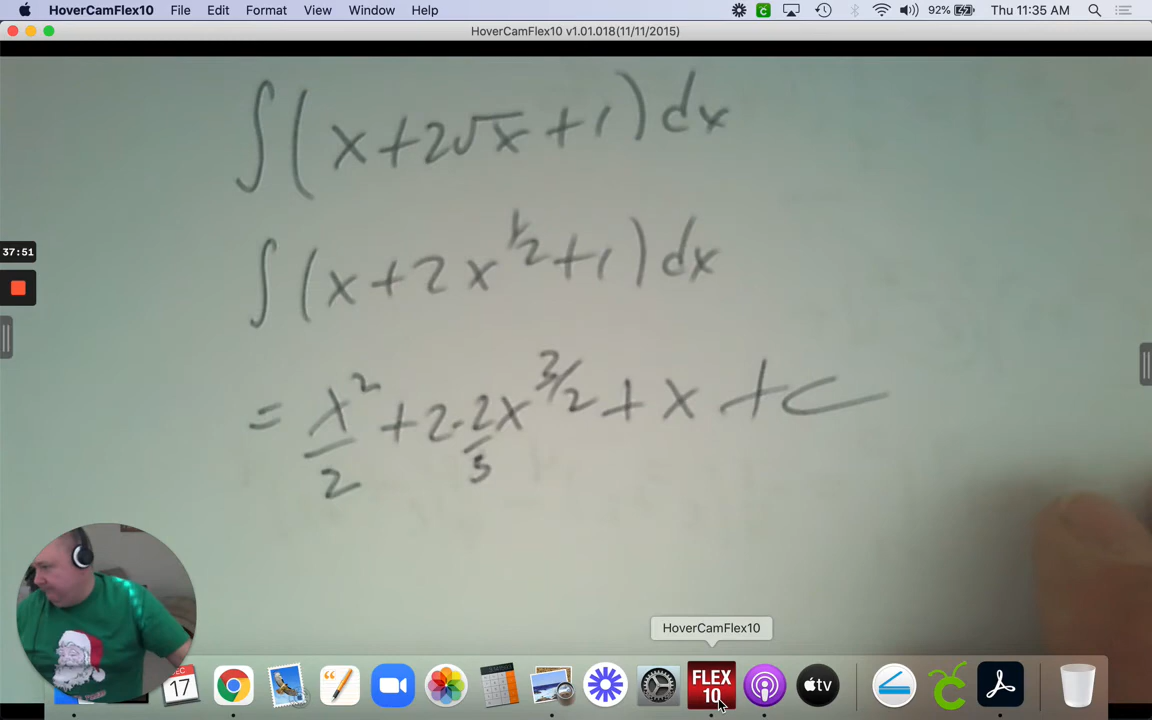 HoverCamFlex10 File Edit Format View Window Help 92% Thu 11:35 AM
HoverCamFlex10 v1.01.018(11/11/2015)
∫(x+2√x+1)dx
37:51
∫(x+2x^1/2+1)dx
= x^2/2 + 2·2/3 x^3/2 + x + C
HoverCamFlex10
DEC
17
FLEX
10
tv